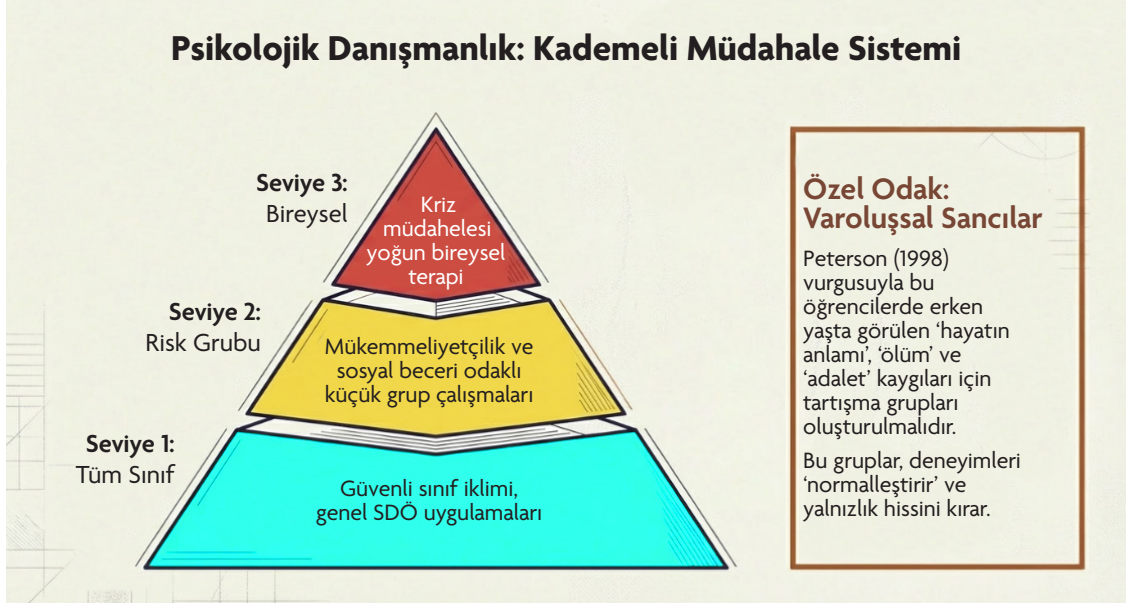 Psikolojik Danışmanlık: Kademeli Müdahale Sistemi
Seviye 3:
Bireysel
Kriz
müdahelesi
yoğun bireysel
terapi
Seviye 2:
Risk Grubu
Mükemmeliyetçilik ve
sosyal beceri odaklı
küçük grup çalışmaları
Seviye 1:
Tüm Sınıf
Güvenli sınıf iklimi,
genel SDÖ uygulamaları
Özel Odak:
Varoluşsal Sancılar
Peterson (1998)
vurgusuyla bu
öğrencilerde erken
yaşta görülen ‘hayatın
anlamı’, ‘ölüm’ ve
‘adalet’ kaygıları için
tartışma grupları
oluşturulmalıdır.
Bu gruplar, deneyimleri
‘normalleştirir’ ve
yalnızlık hissini kırar.